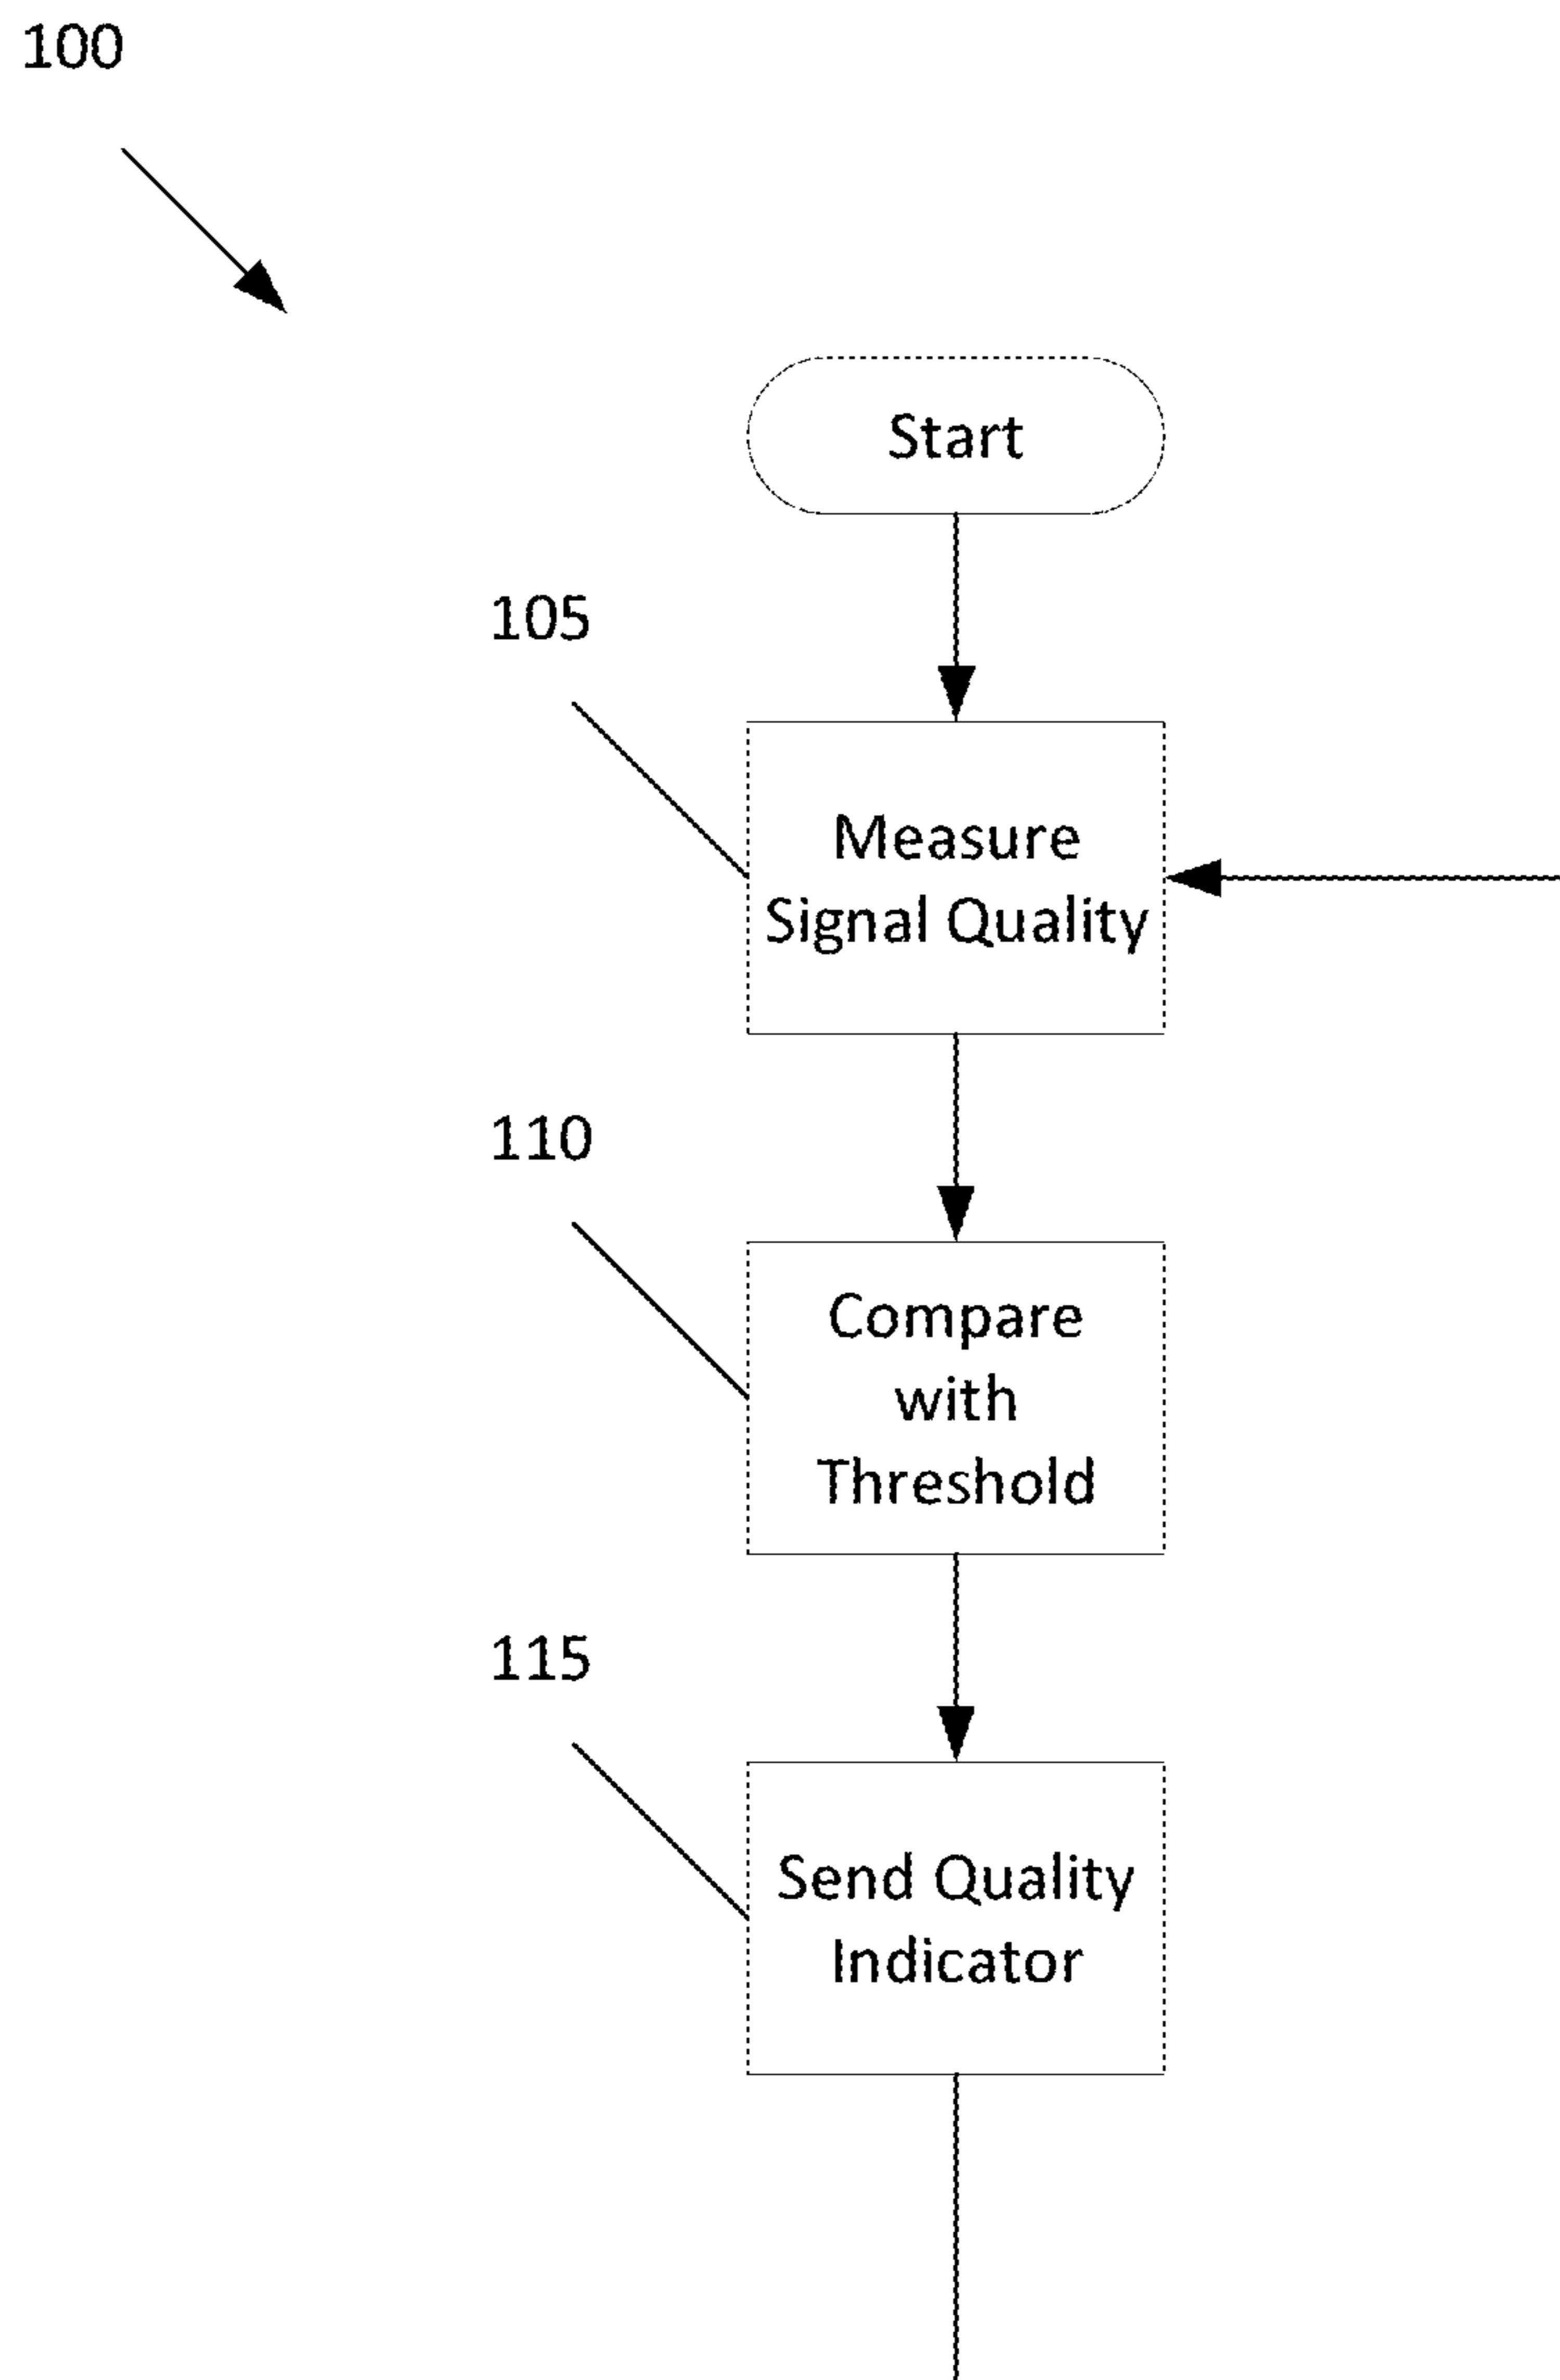 100
Start
105
Measure
Signal Quality
110
Compare
with
Threshold
115
Send Quality
Indicator